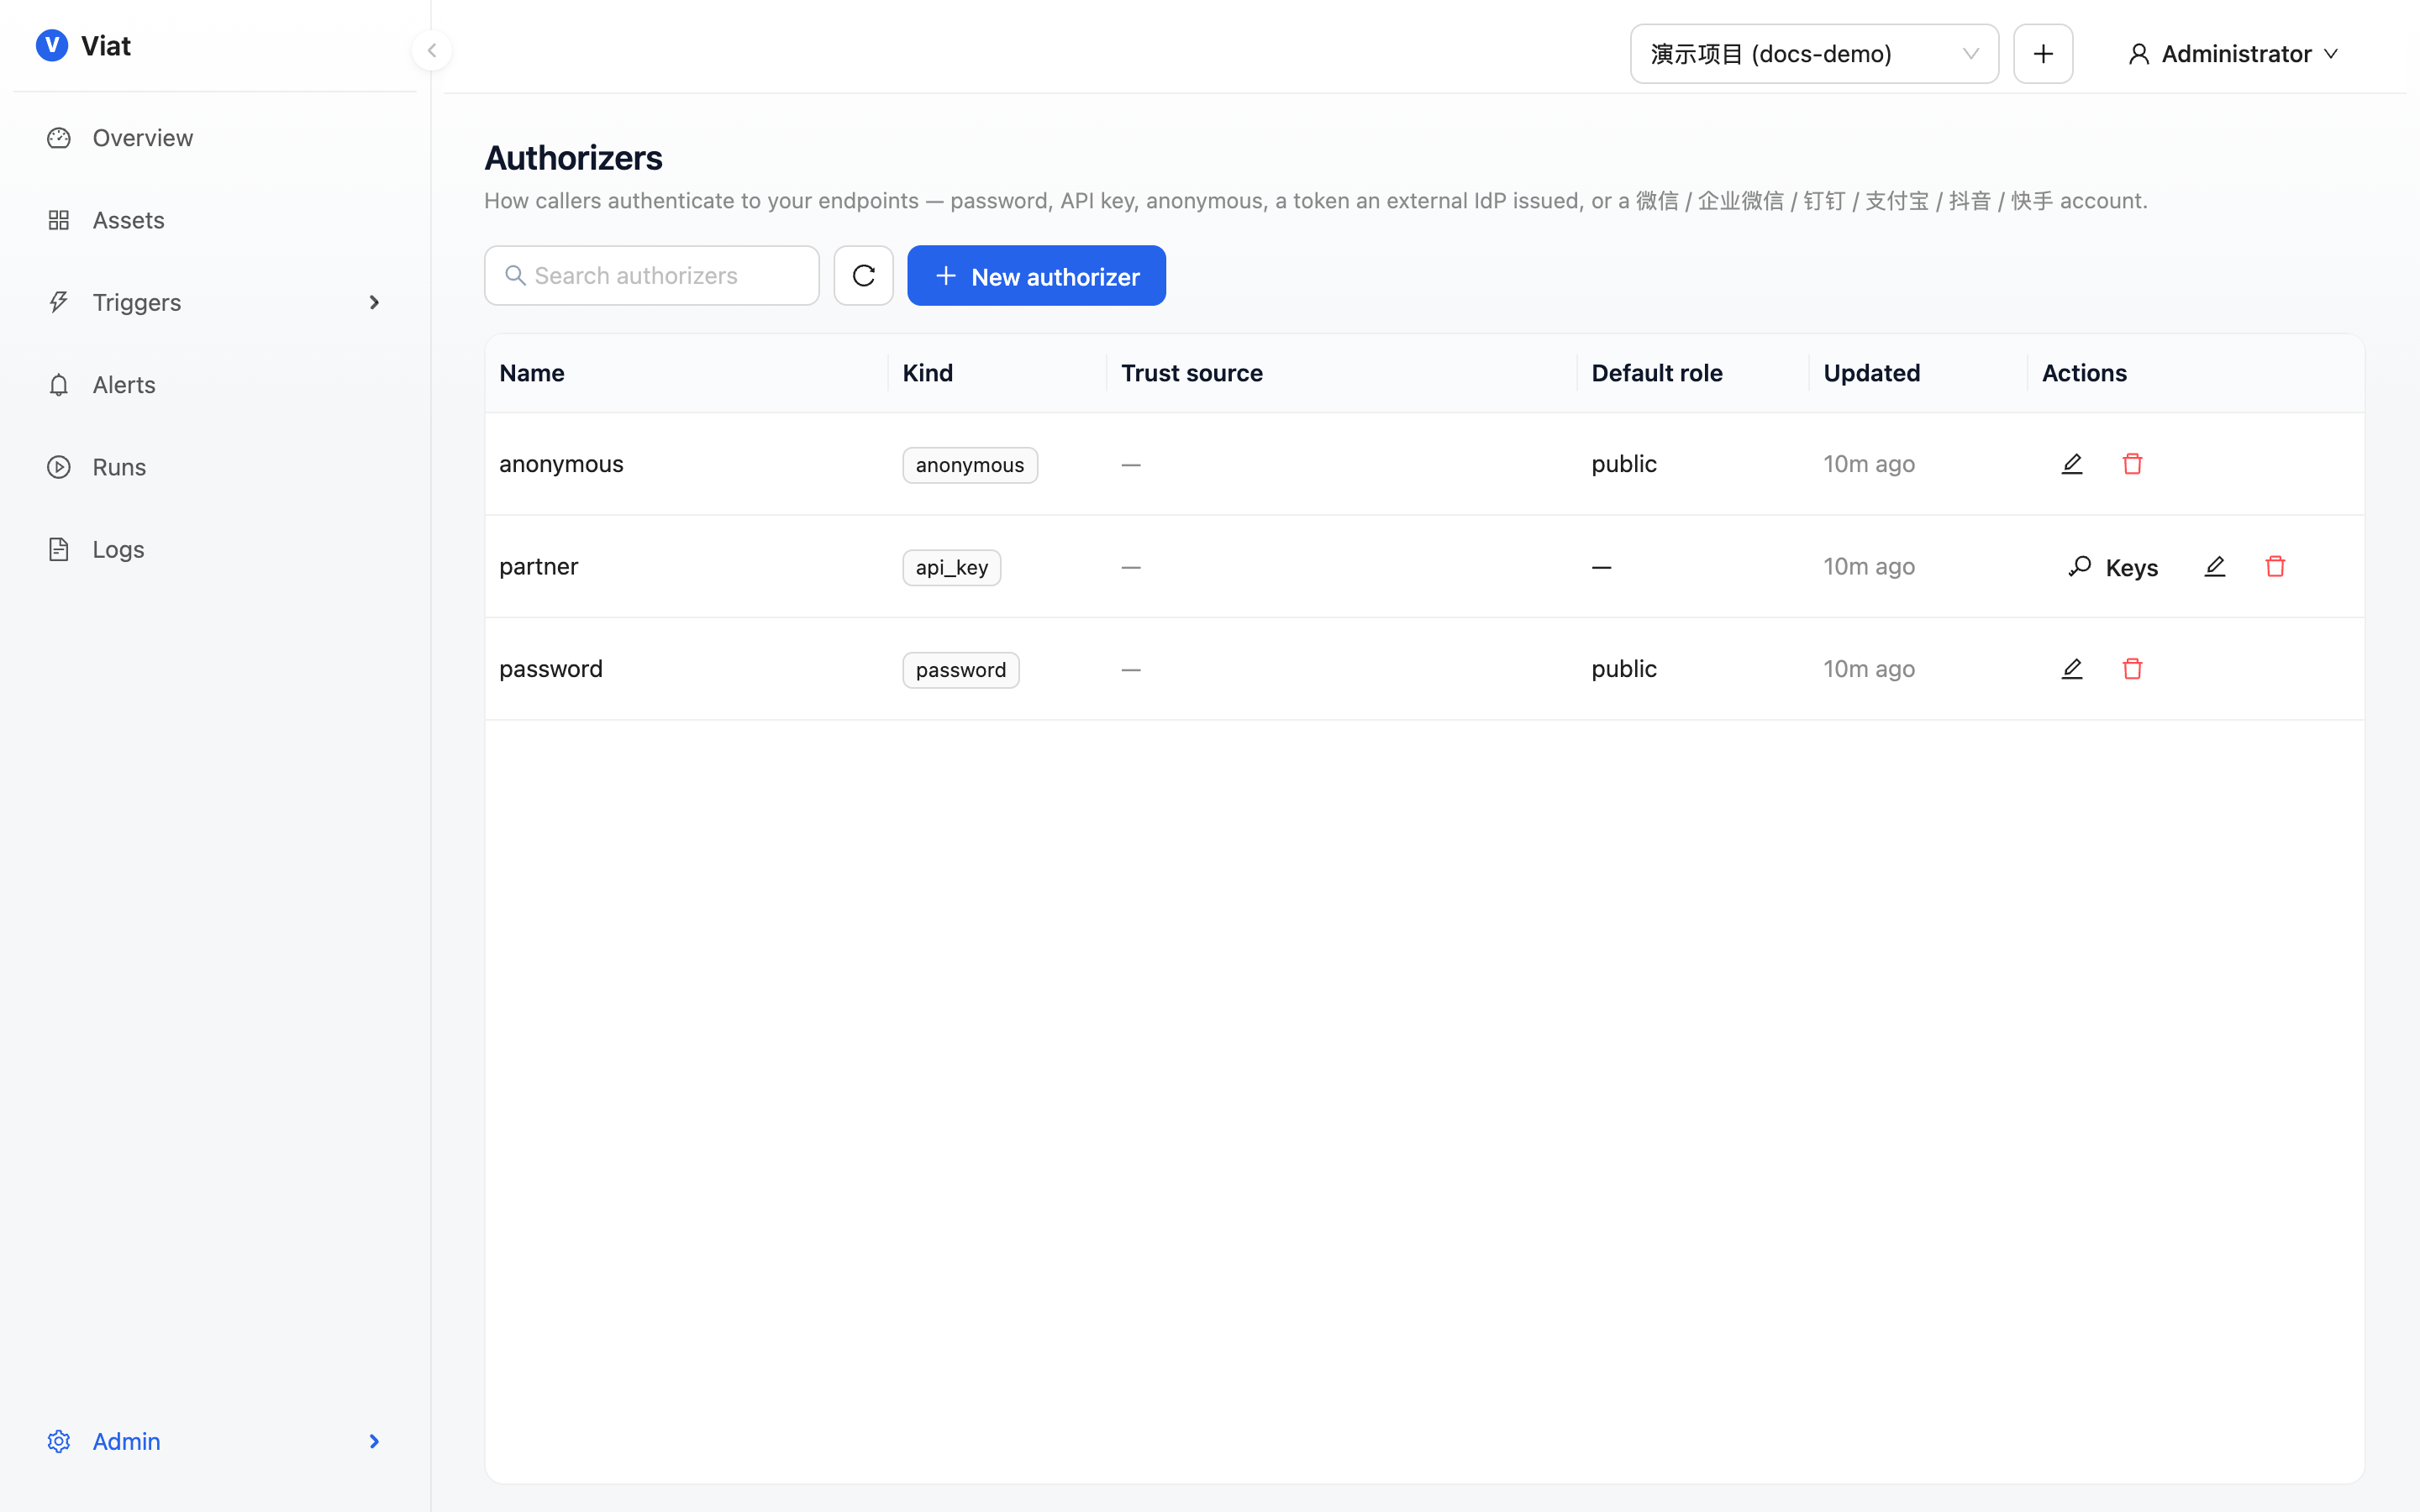 V Viat
演示项目 (docs-demo)
Administrator
Overview
Assets
Triggers
Alerts
Runs
Logs
Admin
Authorizers
How callers authenticate to your endpoints — password, API key, anonymous, a token an external IdP issued, or a 微信 / 企业微信 / 钉钉 / 支付宝 / 抖音 / 快手 account.
Search authorizers
New authorizer
Name Kind Trust source Default role Updated Actions
anonymous anonymous — public 10m ago
partner api_key — — 10m ago Keys
password password — public 10m ago